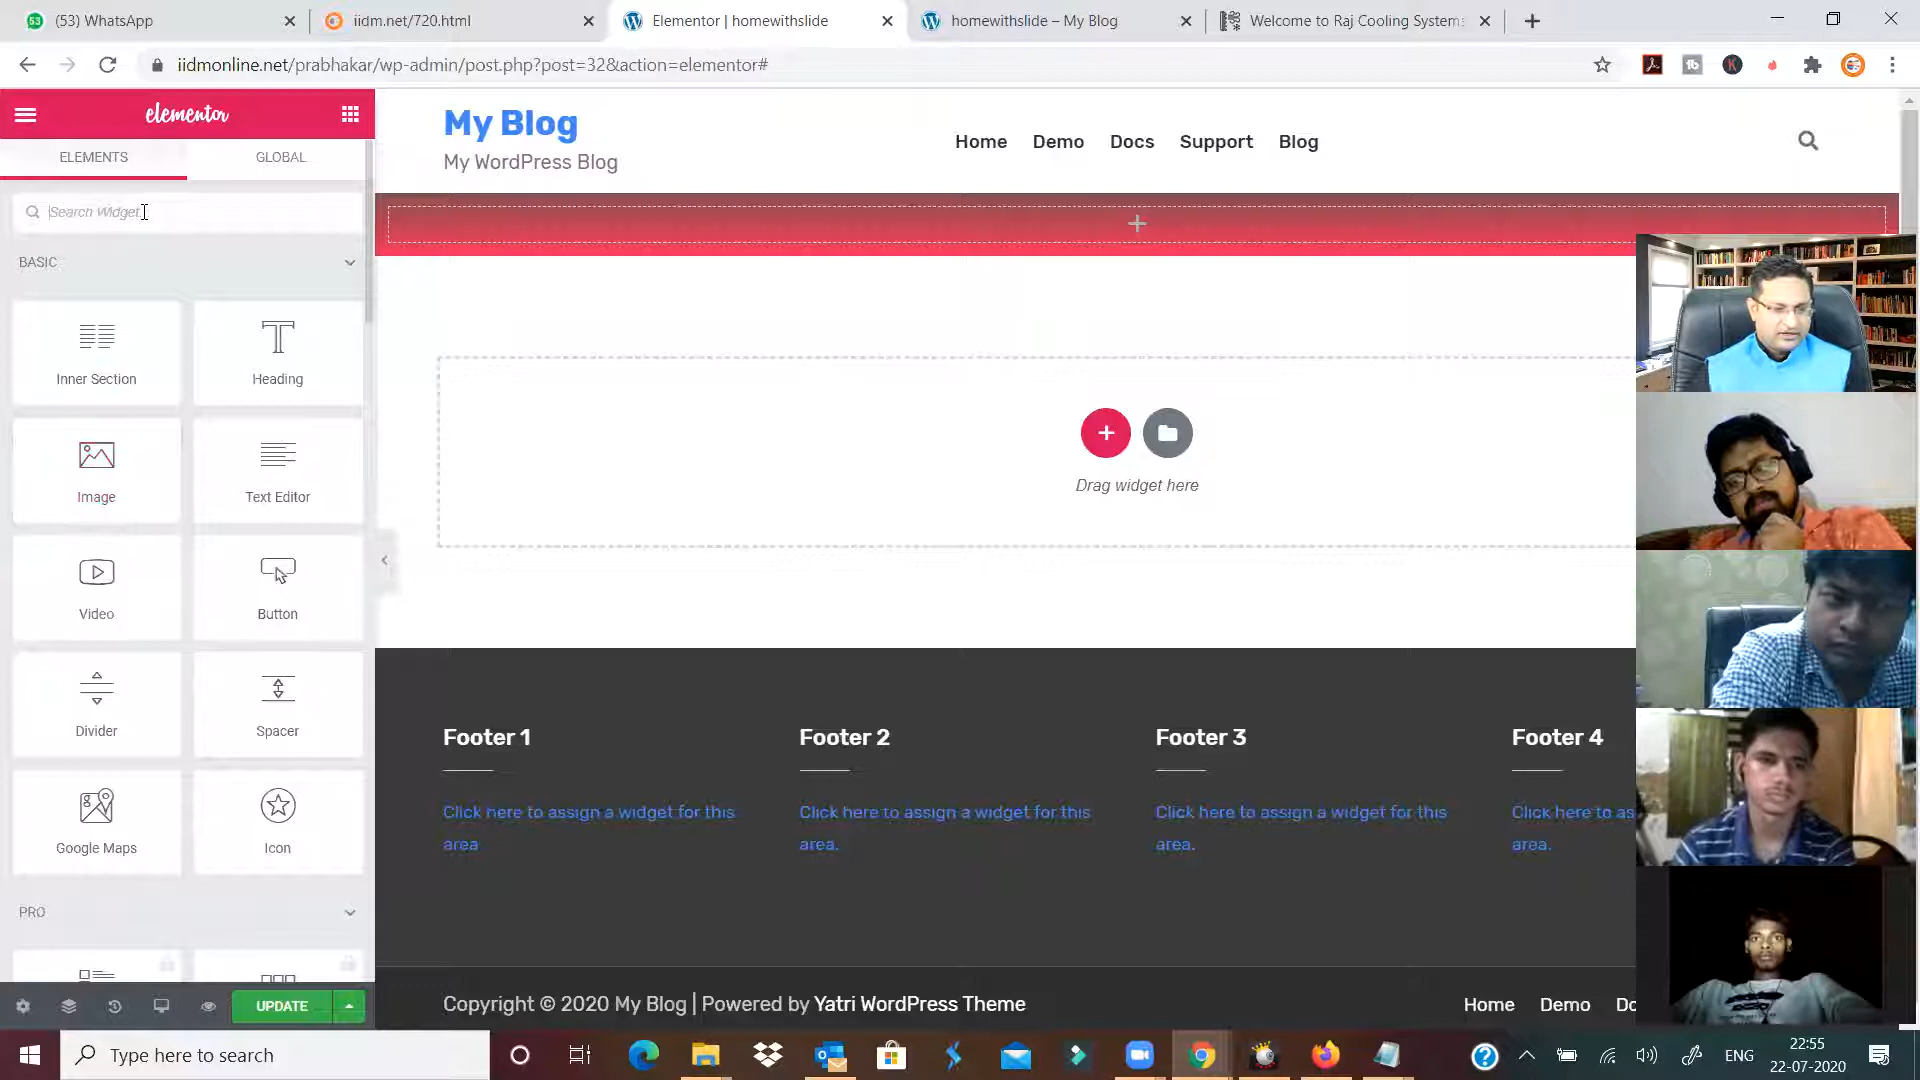 (53) WhatsApp
iidm.net/720.html
Elementor | homewithslide
homewithslide – My Blog
Welcome to Raj Cooling Systems
iidmonline.net/prabhakar/wp-admin/post.php?post=32&action=elementor#
elementor
ELEMENTS
GLOBAL
Search Widget
BASIC
Inner Section
Heading
Image
Text Editor
Video
Button
Divider
Spacer
Google Maps
Icon
PRO
UPDATE
My Blog
My WordPress Blog
Home
Demo
Docs
Support
Blog
Drag widget here
Footer 1
Click here to assign a widget for this
area
Footer 2
Click here to assign a widget for this
area.
Footer 3
Click here to assign a widget for this
area.
Footer 4
Click here to as
area.
Copyright © 2020 My Blog | Powered by Yatri WordPress Theme
Home
Demo
Do
Type here to search
ENG
22:55
22-07-2020